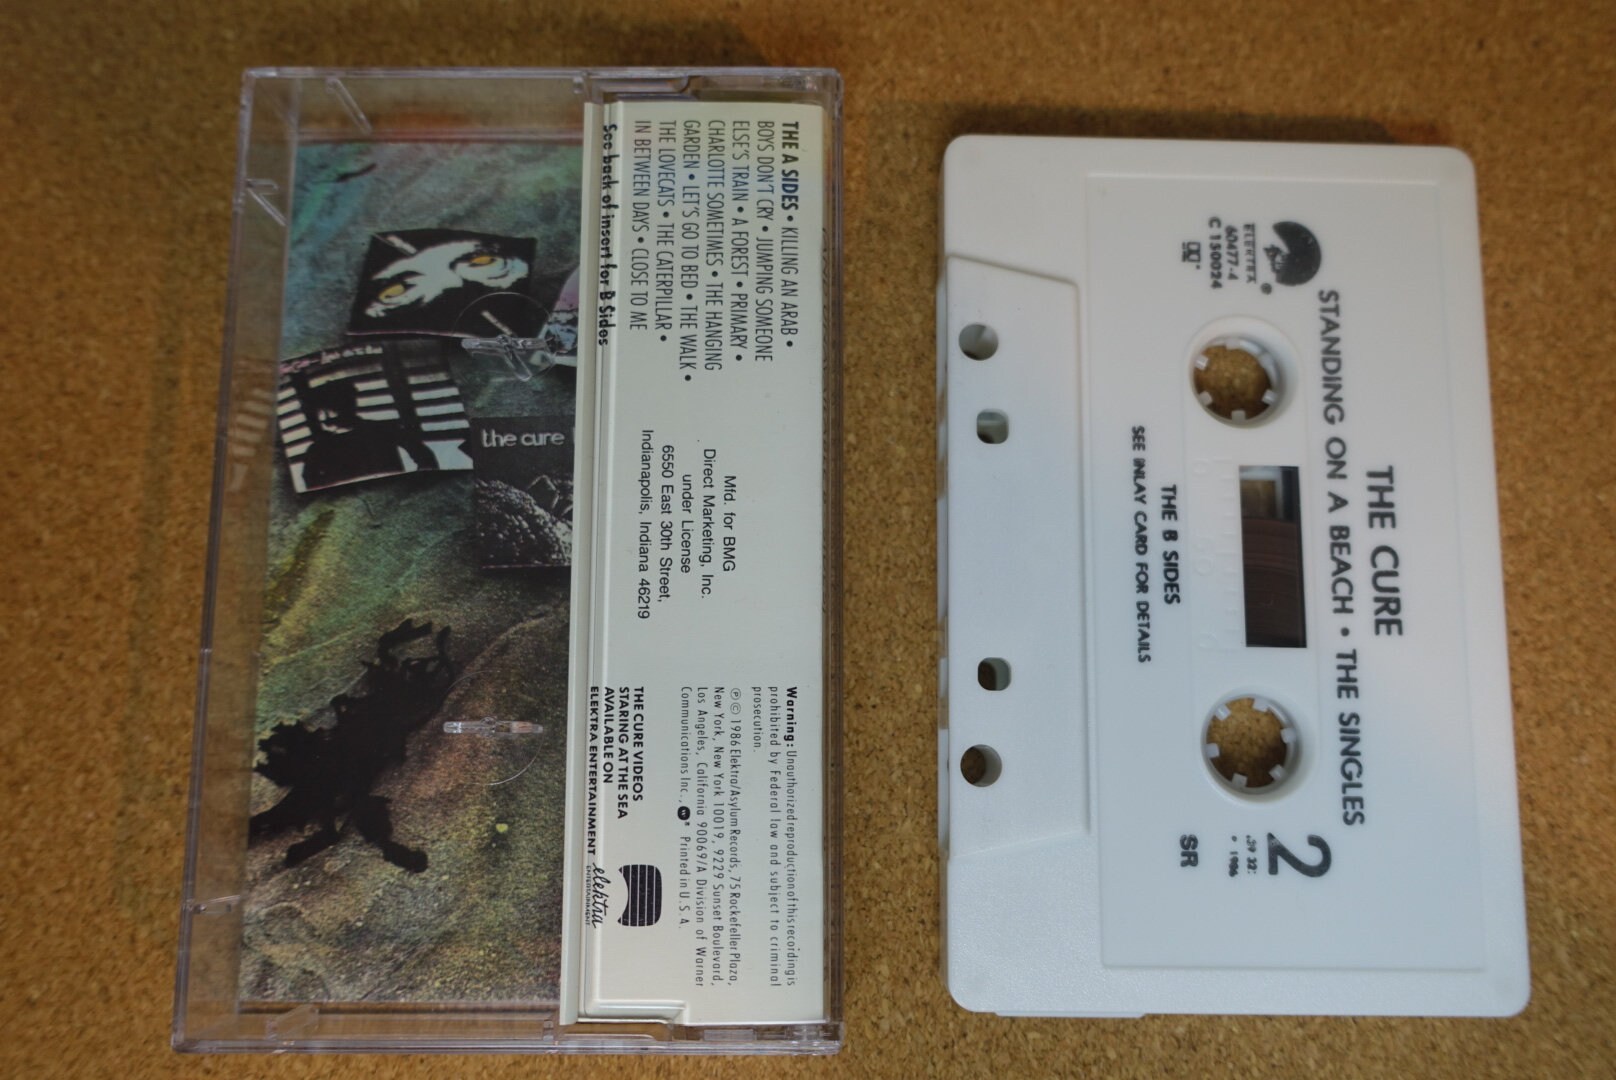 THE A SIDES • KILLING AN ARAB •
BOYS DON'T CRY • JUMPING SOMEONE
ELSE'S TRAIN • A FOREST • PRIMARY •
CHARLOTTE SOMETIMES • THE HANGING
GARDEN • LET'S GO TO BED • THE WALK •
THE LOVECATS • THE CATERPILLAR •
IN BETWEEN DAYS • CLOSE TO ME
See back of insert for B Sides
Mfd. for BMG
Direct Marketing, Inc.
under License
6550 East 30th Street,
Indianapolis, Indiana 46219
Warning: Unauthorized reproduction of this recording is
prohibited by Federal law and subject to criminal
prosecution.
℗ © 1986 Elektra/Asylum Records, 75 Rockefeller Plaza,
New York, New York 10019, 9229 Sunset Boulevard,
Los Angeles, California 90069/A Division of Warner
Communications Inc., Printed in U.S.A.
THE CURE VIDEOS
STARING AT THE SEA
AVAILABLE ON
ELEKTRA ENTERTAINMENT
elektra
ENTERTAINMENT
the cure
THE CURE
STANDING ON A BEACH • THE SINGLES
ELEKTRA ®
60477-4
C 150024
2
℗ 1986
SR
THE B SIDES
SEE INLAY CARD FOR DETAILS